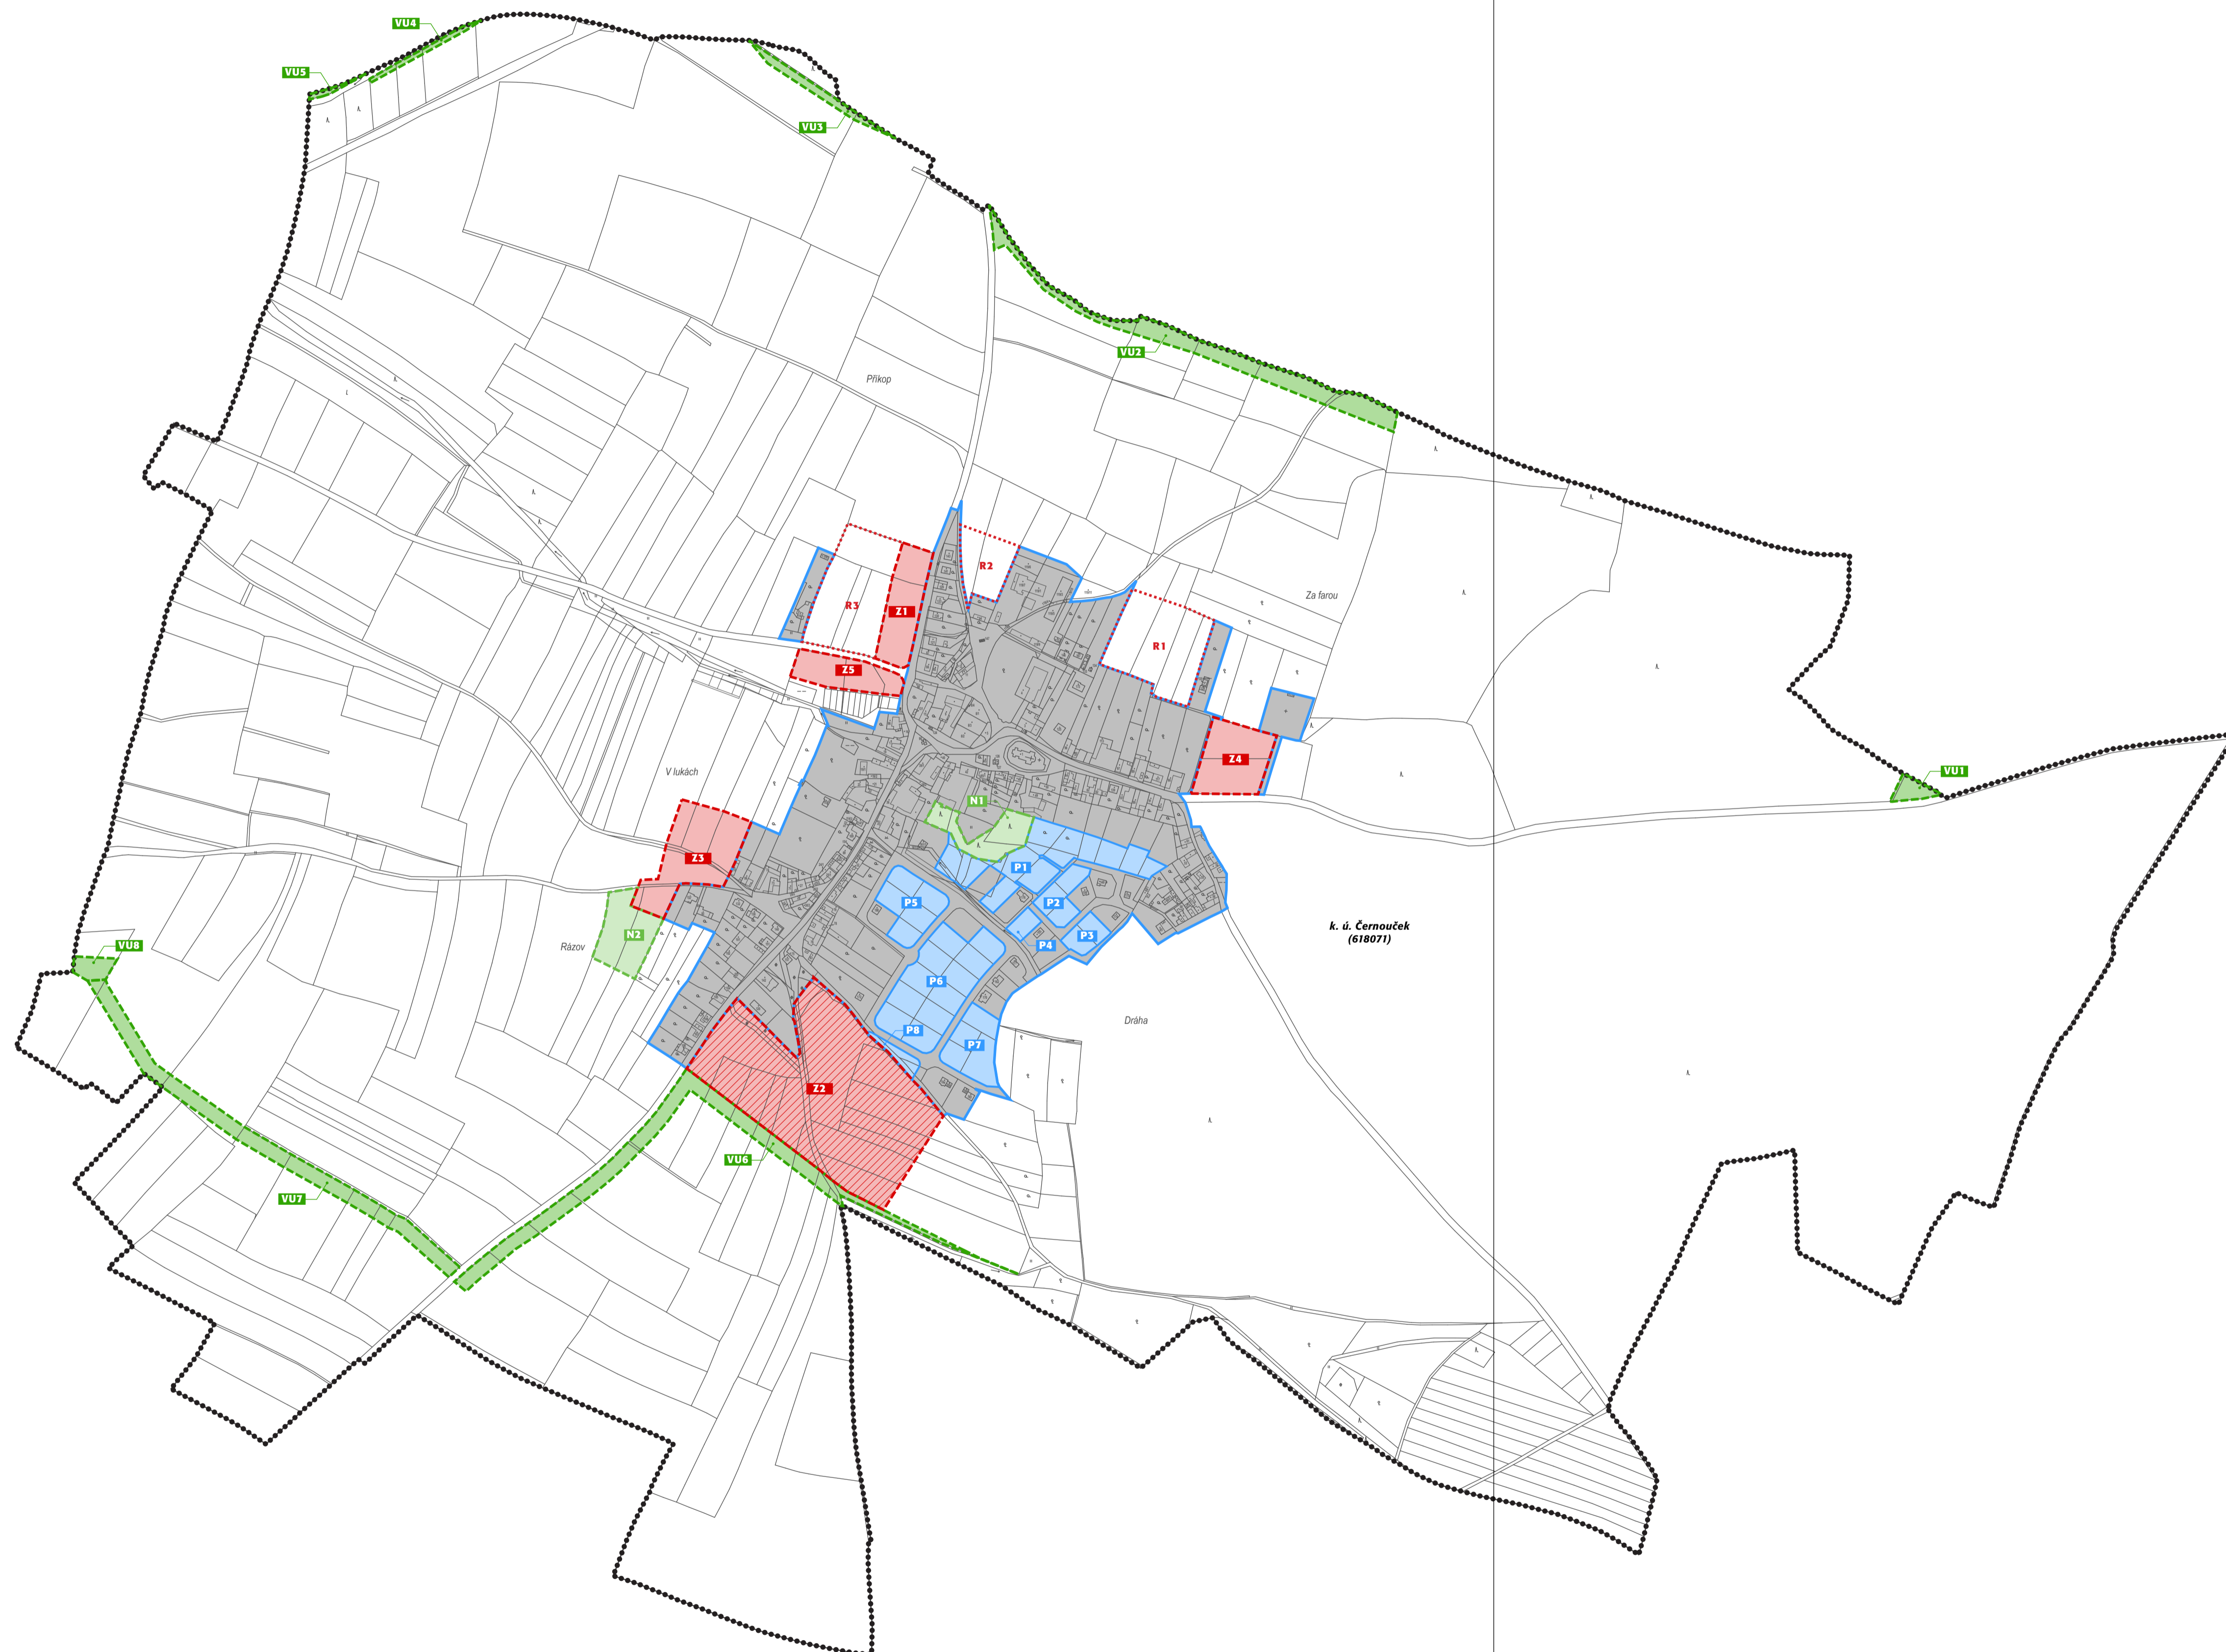 VU4
VU5
VU3
VU2
Příkop
R2
Za farou
R3
Z1
R1
Z5
Z4
V lukách
VU1
N1
Z3
P1
P5
P2
k. ú. Černouček
(618071)
N2
P3
P4
Rázov
VU8
P6
Dráha
P8
P7
Z2
VU6
VU7